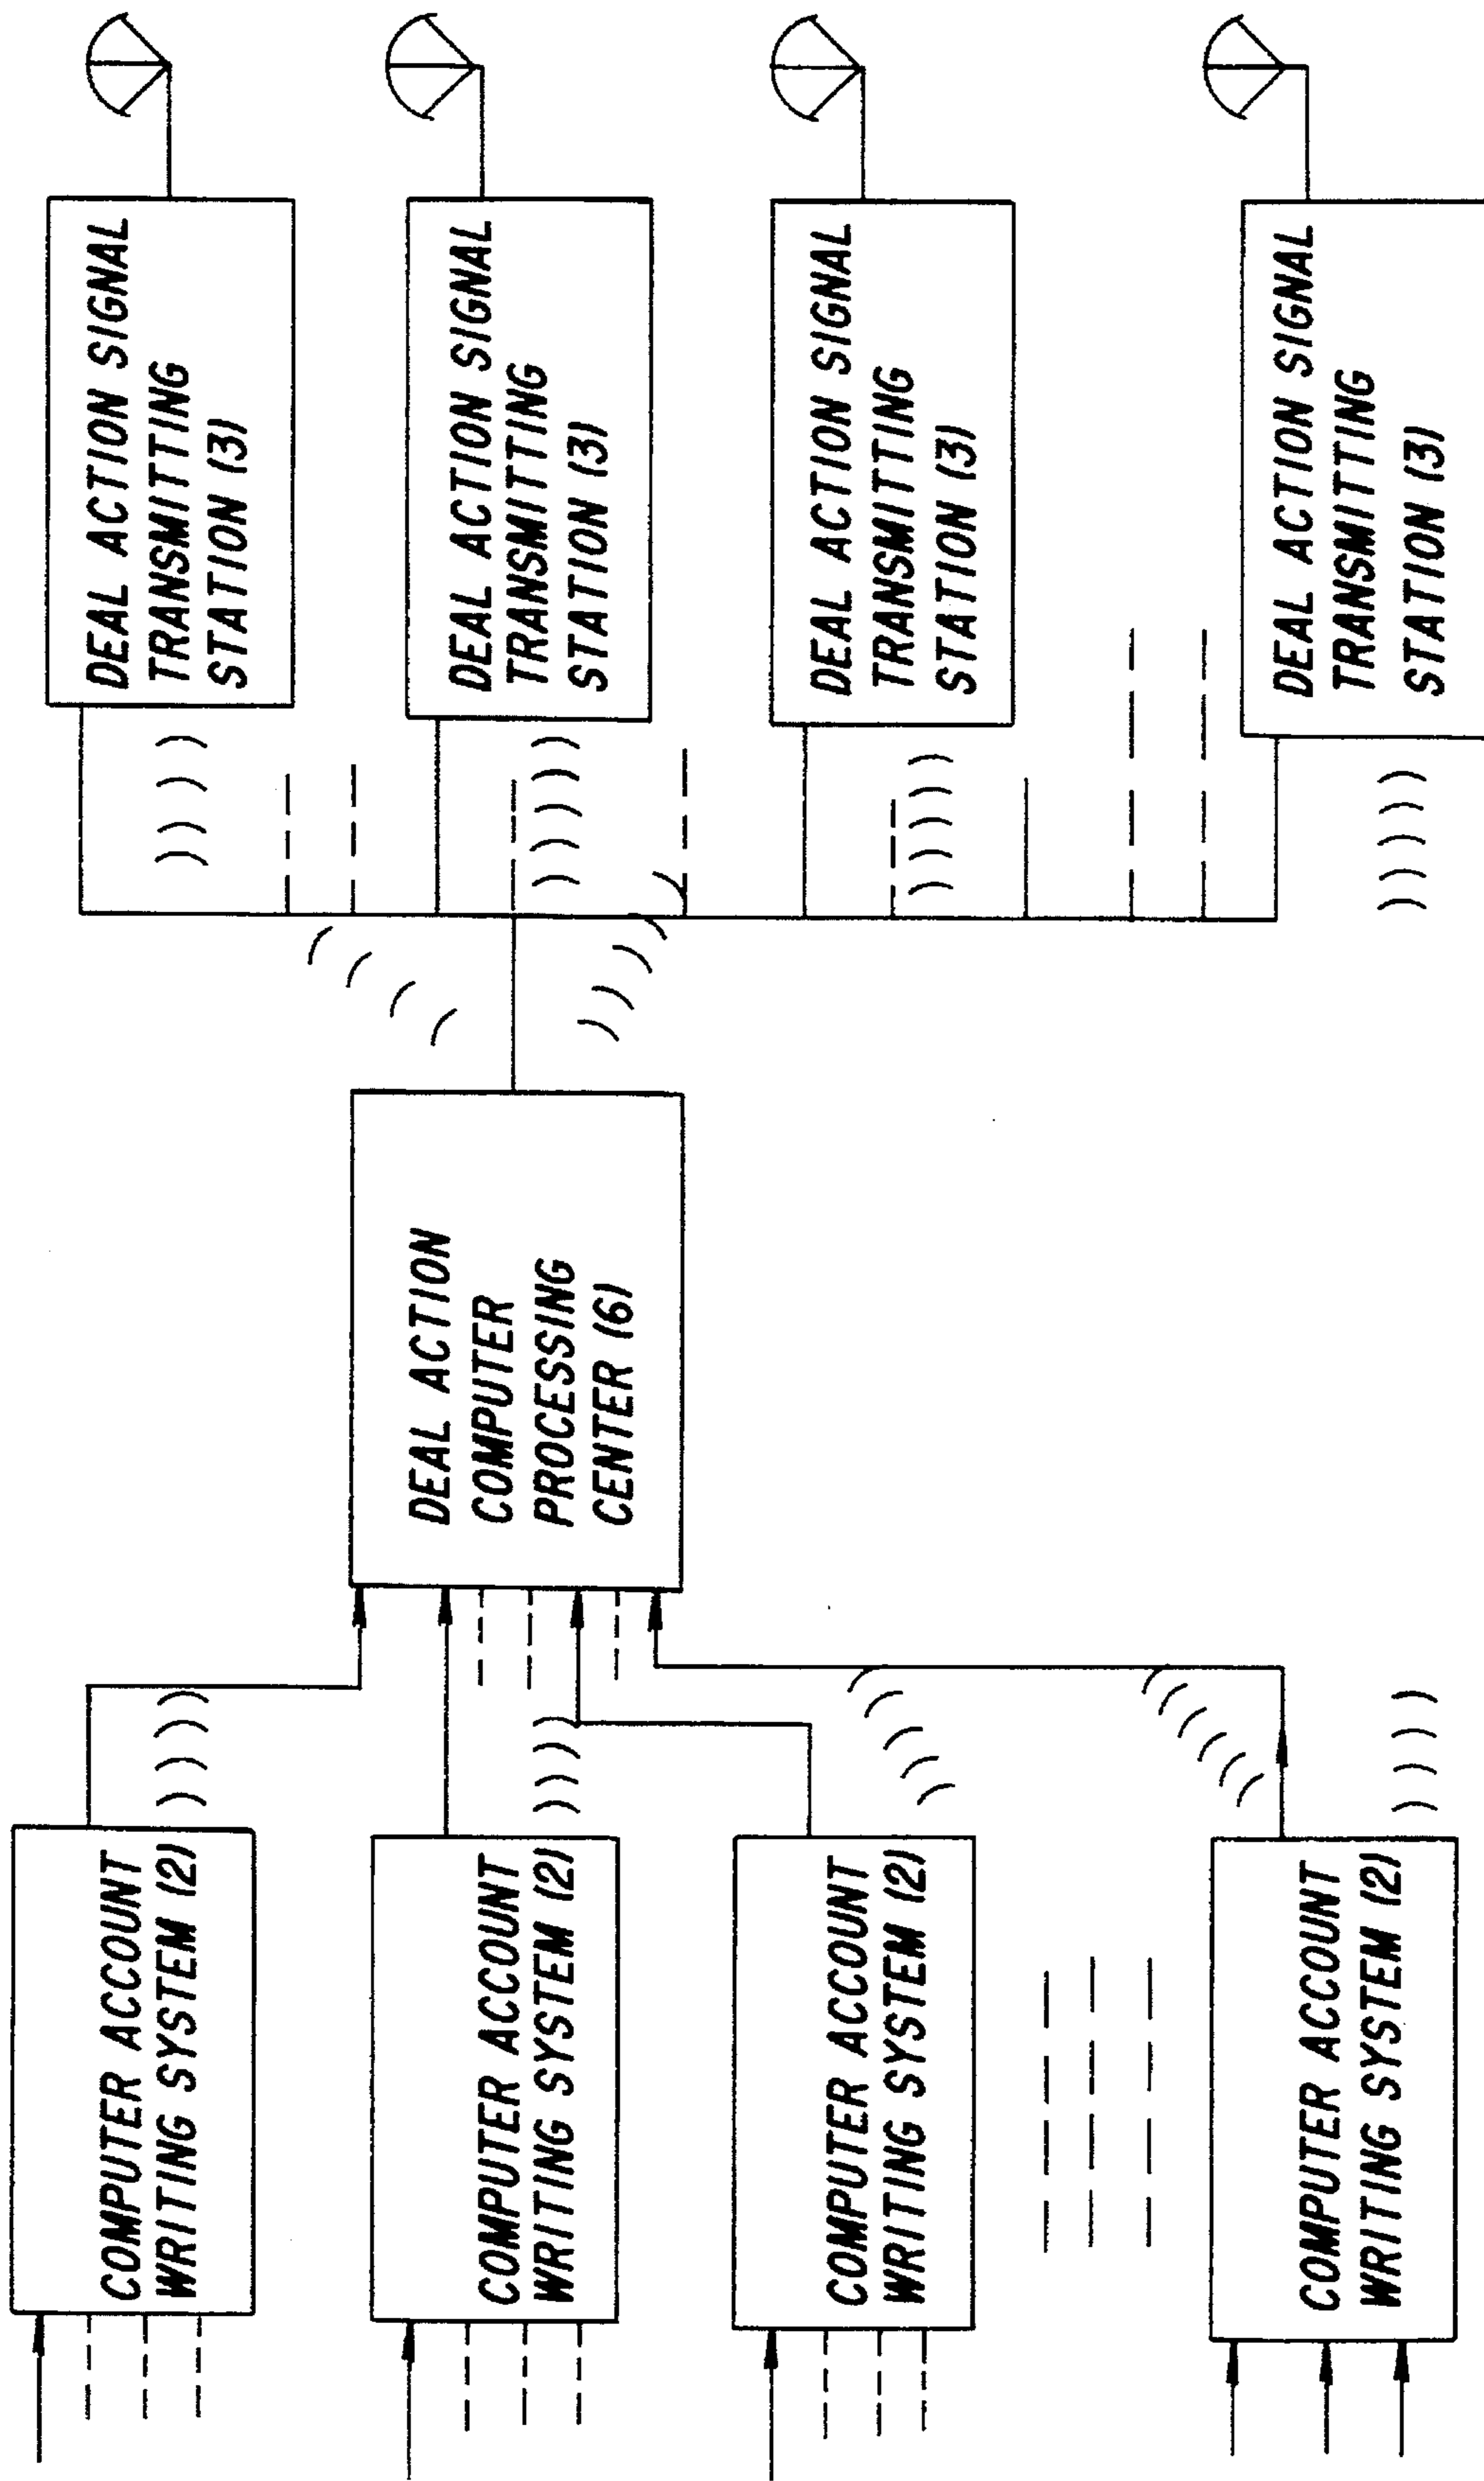 COMPUTER ACCOUNT
WRITING SYSTEM (2)
COMPUTER ACCOUNT
WRITING SYSTEM (2)
COMPUTER ACCOUNT
WRITING SYSTEM (2)
COMPUTER ACCOUNT
WRITING SYSTEM (2)
DEAL ACTION
COMPUTER
PROCESSING
CENTER (6)
DEAL ACTION SIGNAL
TRANSMITTING
STATION (3)
DEAL ACTION SIGNAL
TRANSMITTING
STATION (3)
DEAL ACTION SIGNAL
TRANSMITTING
STATION (3)
DEAL ACTION SIGNAL
TRANSMITTING
STATION (3)